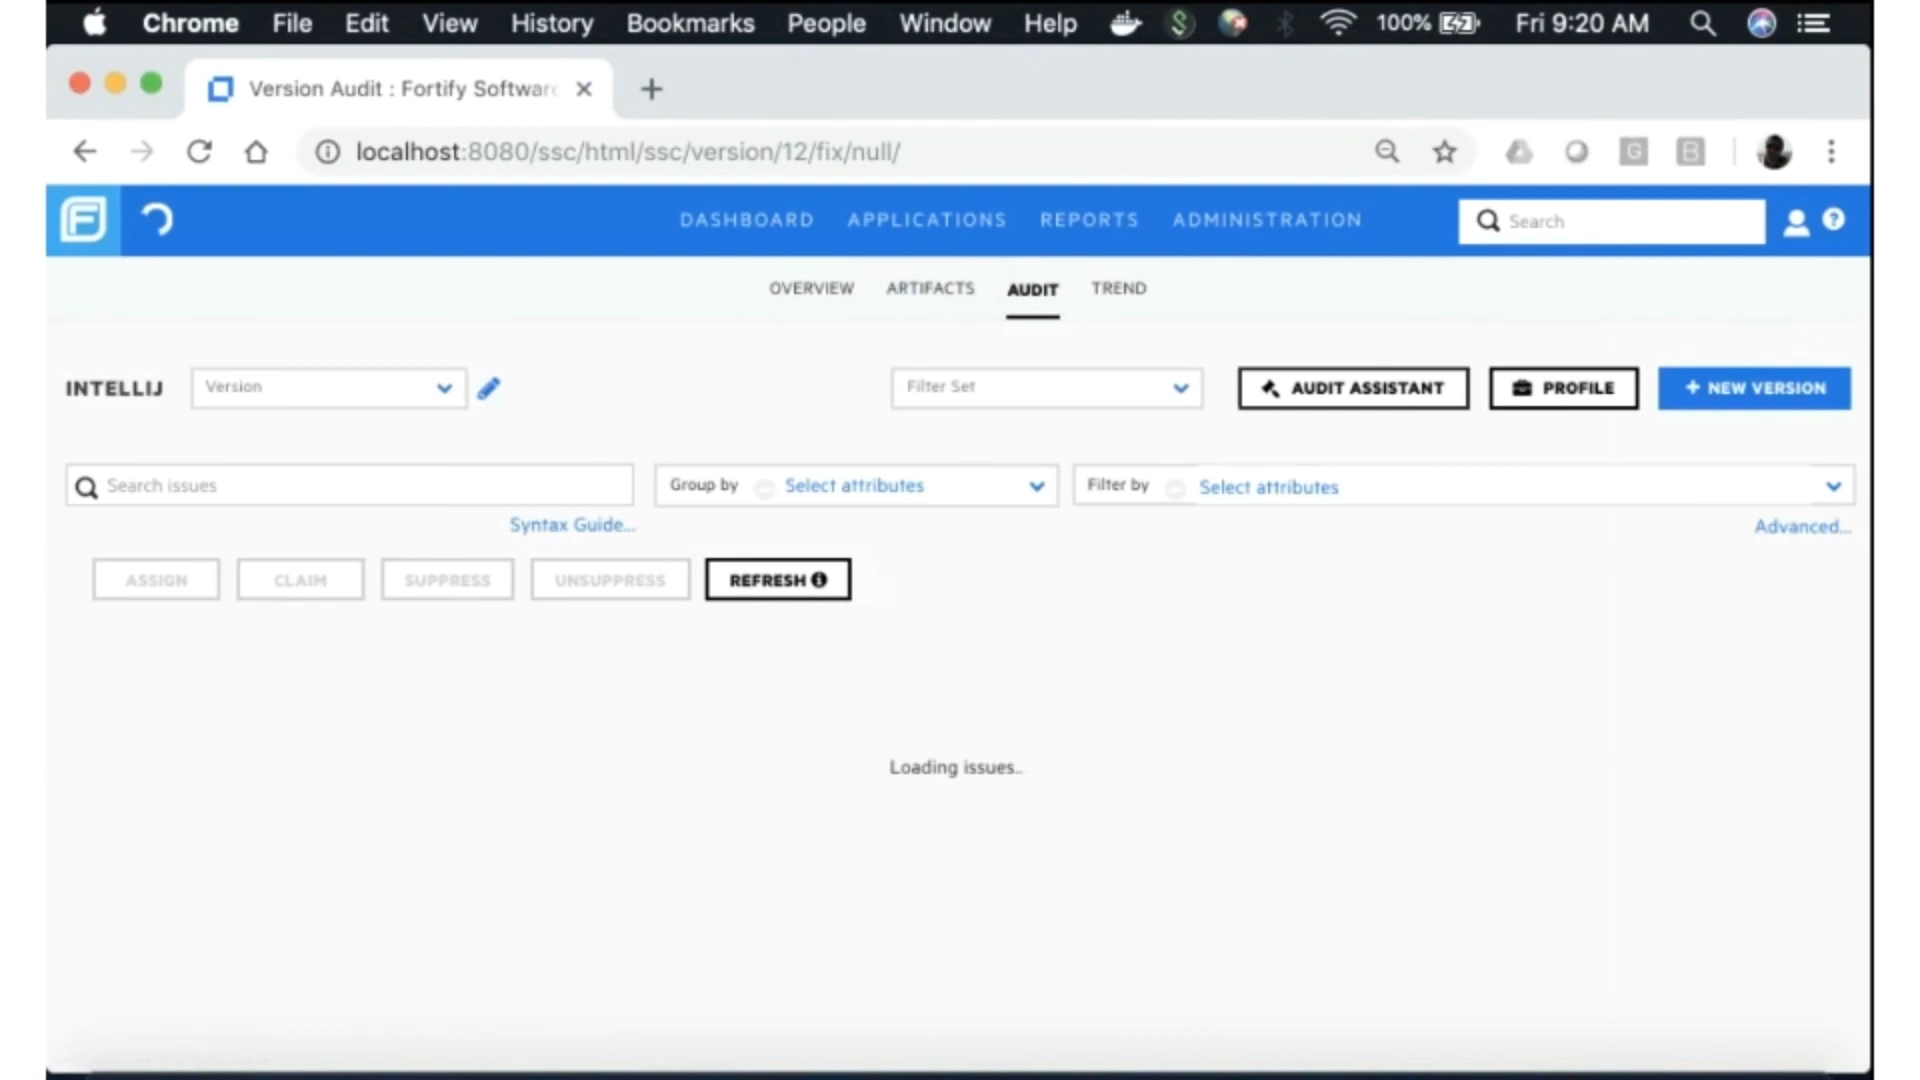 Chrome File Edit View History Bookmarks People Window Help $ 100% Fri 9:20 AM
Version Audit : Fortify Software
localhost:8080/ssc/html/ssc/version/12/fix/null/ G B
F DASHBOARD APPLICATIONS REPORTS ADMINISTRATION Search ?
OVERVIEW ARTIFACTS AUDIT TREND
INTELLIJ Version Filter Set AUDIT ASSISTANT PROFILE + NEW VERSION
Search issues Group by Select attributes Filter by Select attributes
Syntax Guide... Advanced...
ASSIGN CLAIM SUPPRESS UNSUPPRESS REFRESH
Loading issues..